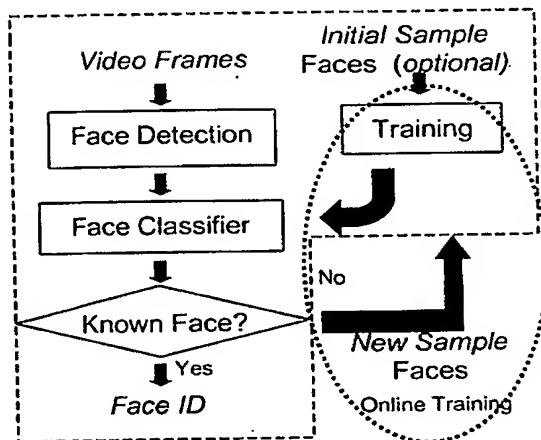 Video Frames
Face Detection
Face Classifier
Known Face?
Yes
Face ID
Initial Sample
Faces (optional)
Training
No
New Sample
Faces
Online Training